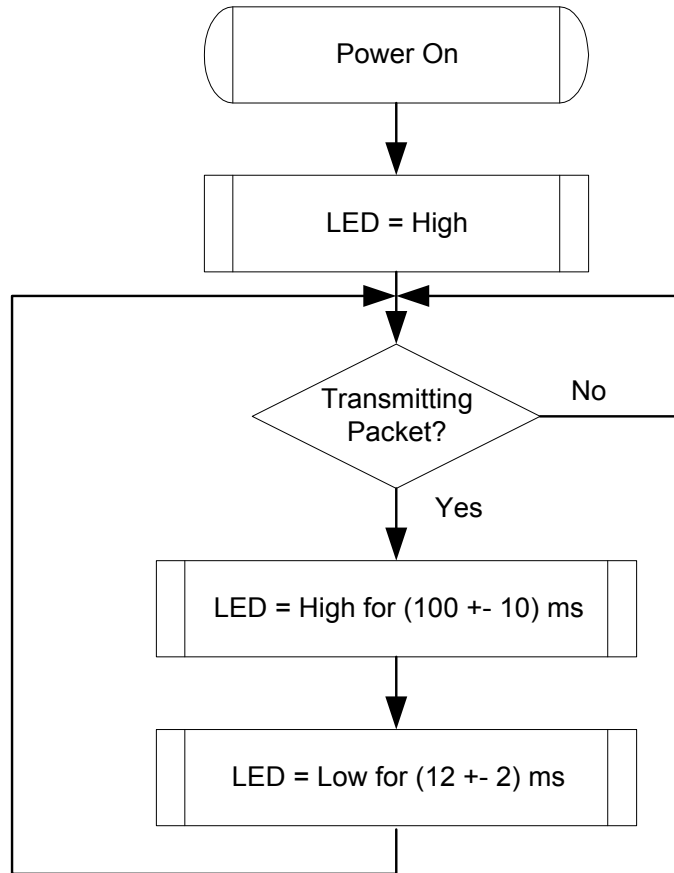 Power On
LED = High
Transmitting
Packet?
No
Yes
LED = High for (100 +- 10) ms
LED = Low for (12 +- 2) ms